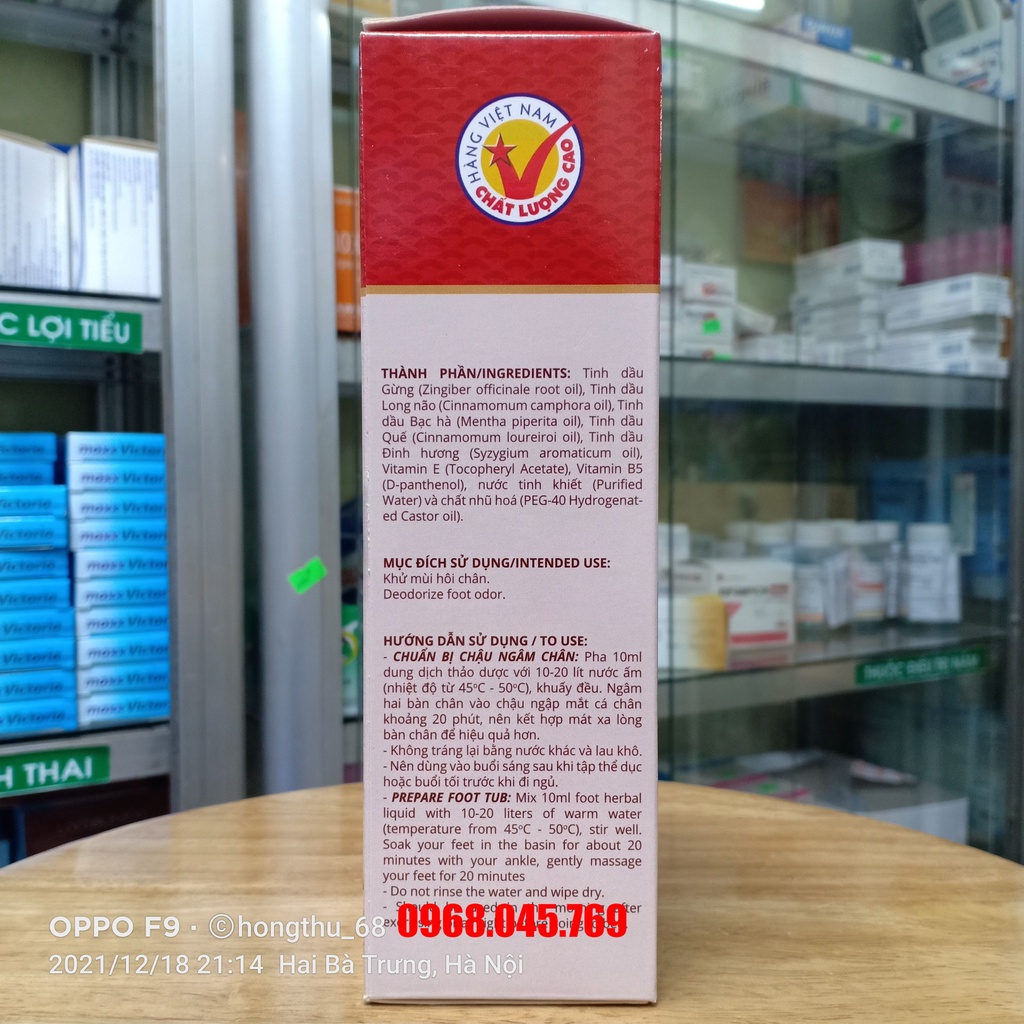 HÀNG VIỆT NAM
CHẤT LƯỢNG CAO
THÀNH PHẦN/INGREDIENTS: Tinh dầu
Gừng (Zingiber officinale root oil), Tinh dầu
Long não (Cinnamomum camphora oil), Tinh
dầu Bạc hà (Mentha piperita oil), Tinh dầu
Quế (Cinnamomum loureiroi oil), Tinh dầu
Đinh hương (Syzygium aromaticum oil),
Vitamin E (Tocopheryl Acetate), Vitamin B5
(D-panthenol), nước tinh khiết (Purified
Water) và chất nhũ hoá (PEG-40 Hydrogenat-
ed Castor oil).
MỤC ĐÍCH SỬ DỤNG/INTENDED USE:
Khử mùi hôi chân.
Deodorize foot odor.
HƯỚNG DẪN SỬ DỤNG / TO USE:
- CHUẨN BỊ CHẬU NGÂM CHÂN: Pha 10ml
dung dịch thảo dược với 10-20 lít nước ấm
(nhiệt độ từ 45ºC - 50ºC), khuấy đều. Ngâm
hai bàn chân vào chậu ngập mắt cá chân
khoảng 20 phút, nên kết hợp mát xa lòng
bàn chân để hiệu quả hơn.
- Không tráng lại bằng nước khác và lau khô.
- Nên dùng vào buổi sáng sau khi tập thể dục
hoặc buổi tối trước khi đi ngủ.
- PREPARE FOOT TUB: Mix 10ml foot herbal
liquid with 10-20 liters of warm water
(temperature from 45ºC - 50ºC), stir well.
Soak your feet in the basin for about 20
minutes with your ankle, gently massage
your feet for 20 minutes
- Do not rinse the water and wipe dry.
0968.045.769
OPPO F9 · ©hongthu_68
2021/12/18 21:14 Hai Bà Trưng, Hà Nội
C LỢI TIỂU
maxx Victoria
H THAI